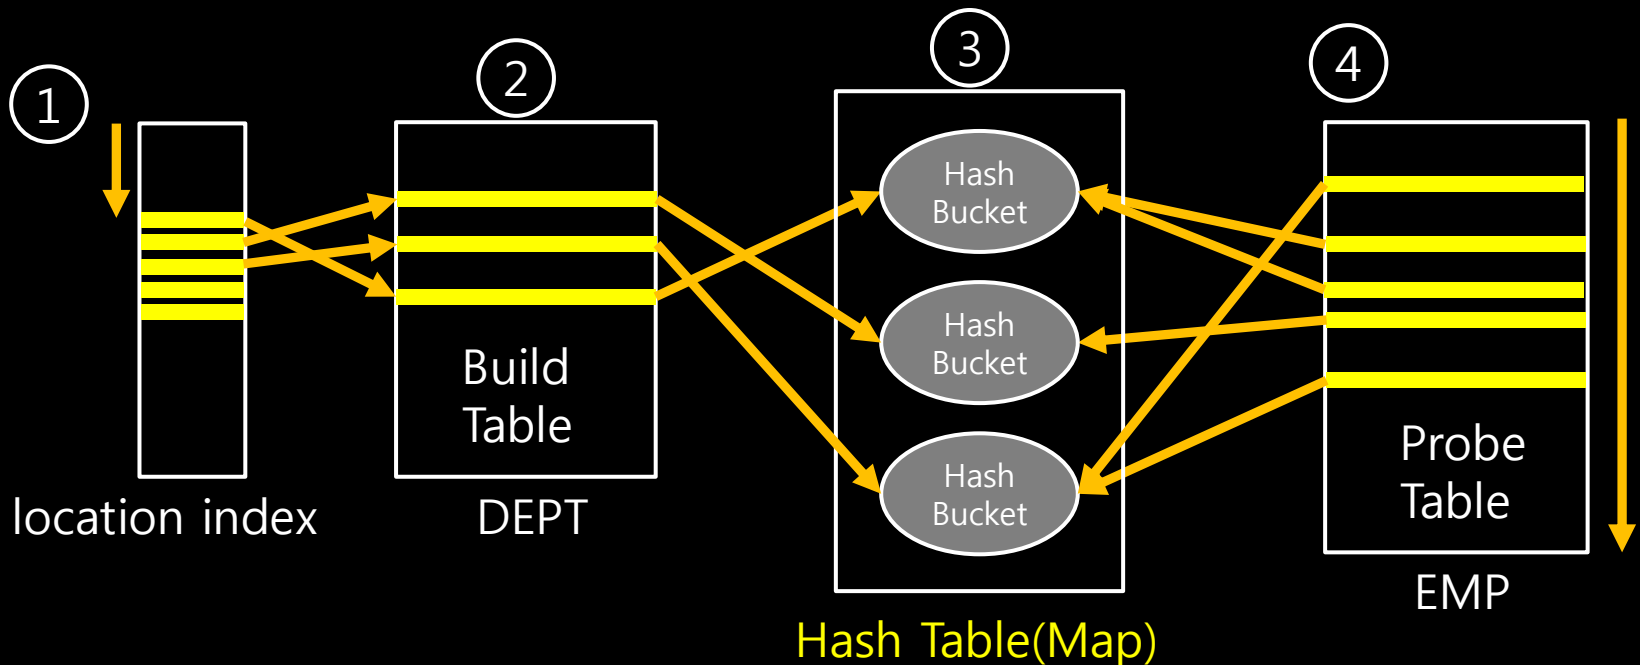 1
2
3
4
Hash
Bucket
Hash
Bucket
Hash
Bucket
Build
Table
Probe
Table
location index
DEPT
EMP
Hash Table(Map)